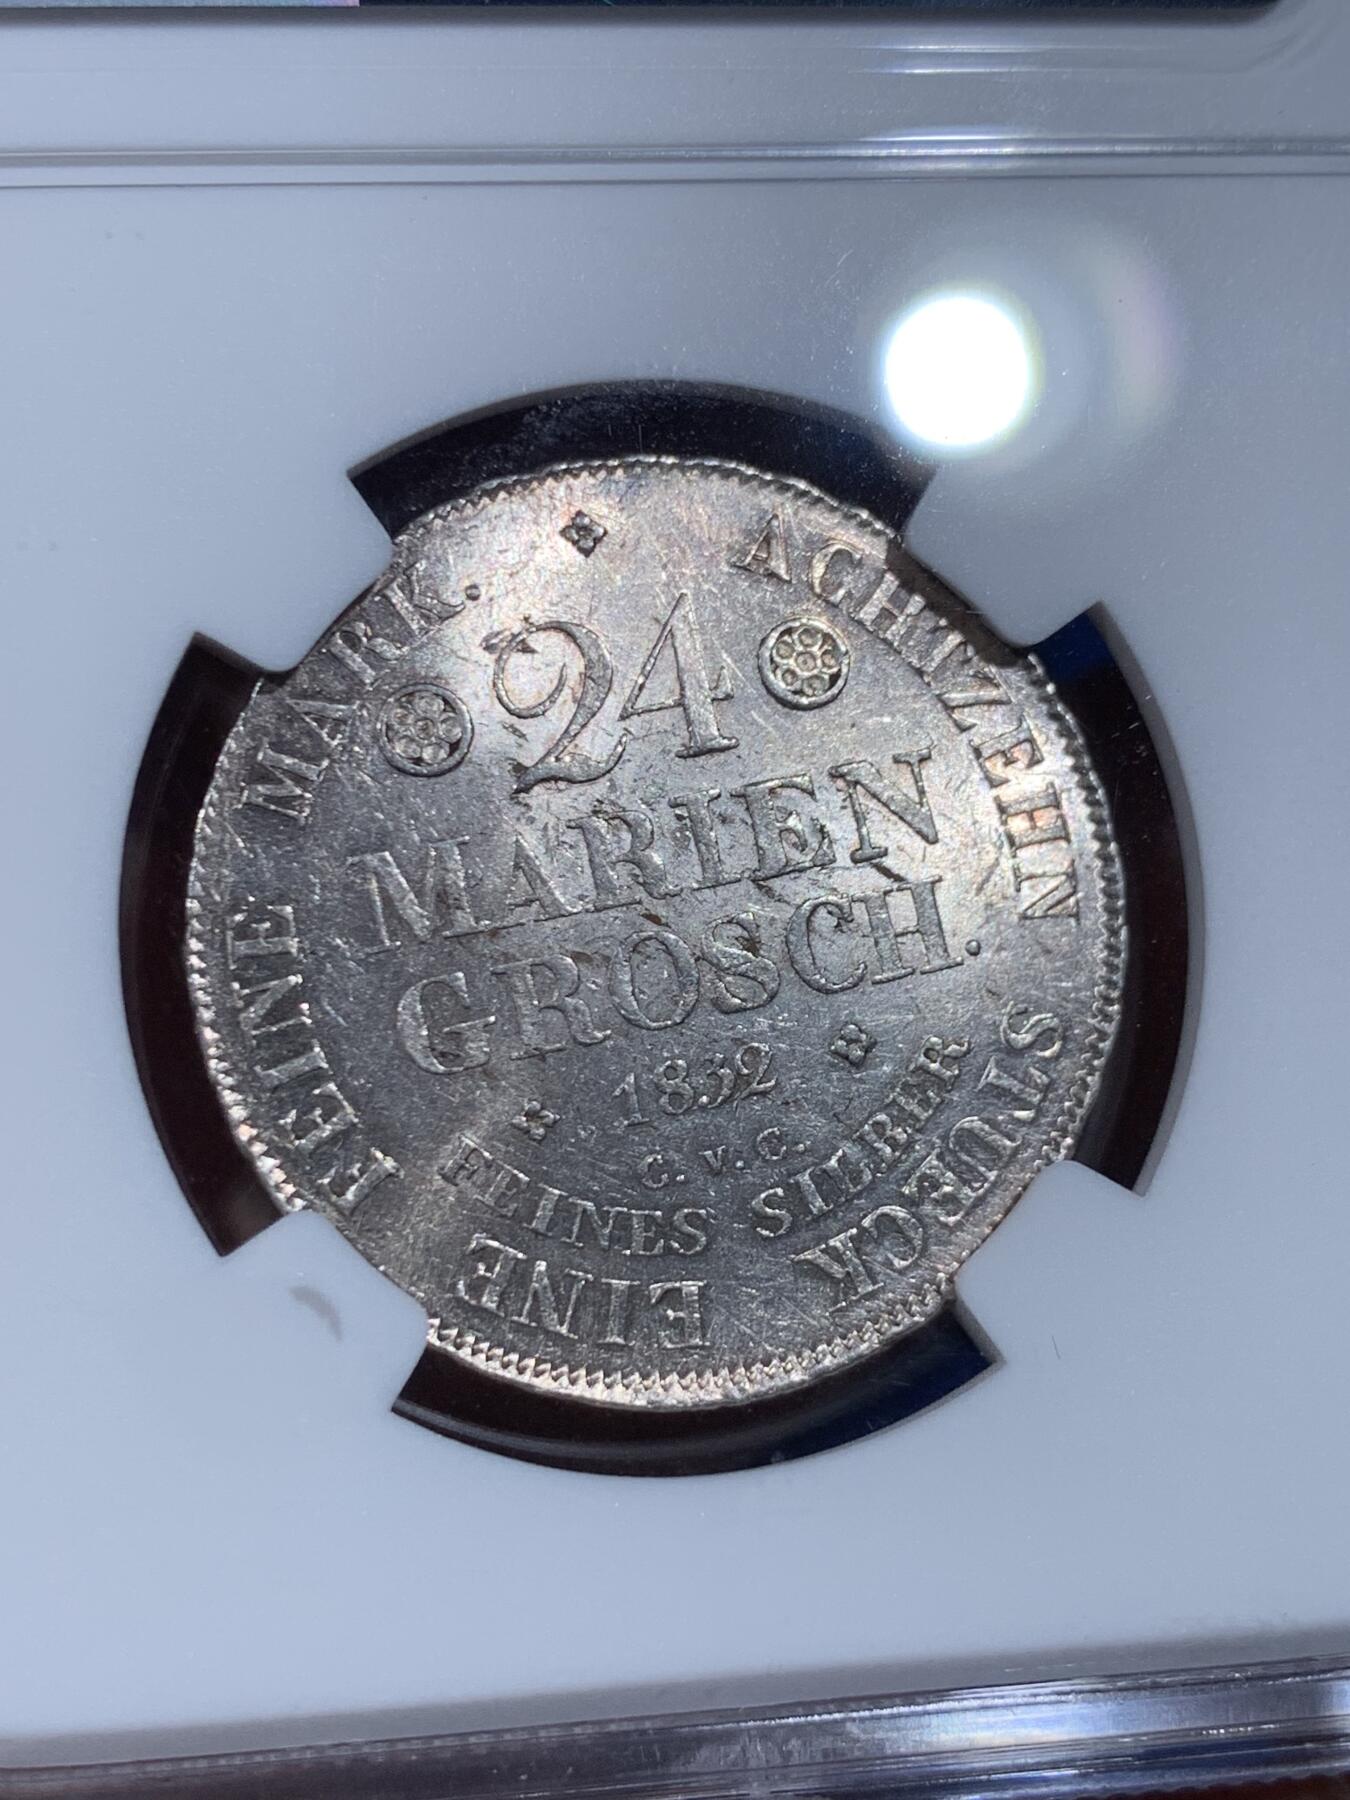 24
MARIEN
GROSCH.
1832
C. v. C.
FEINES SILBER
ACHTZEHN STUECK EINE FEINE MARK.